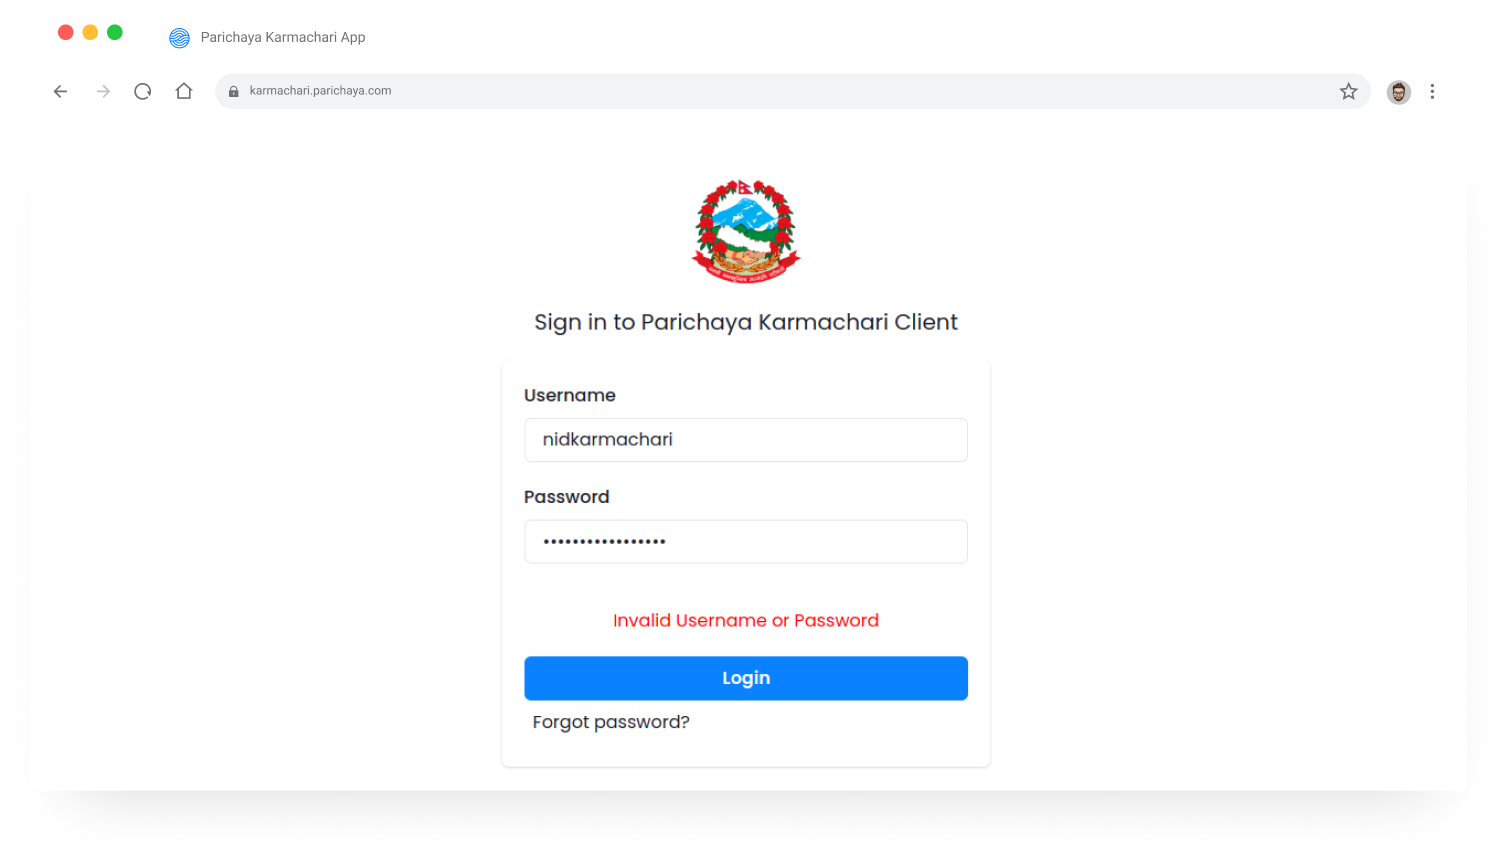 Parichaya Karmachari App
karmachari.parichaya.com
Sign in to Parichaya Karmachari Client
Username
nidkarmachari
Password
•••••••••••••••••
Invalid Username or Password
Login
Forgot password?